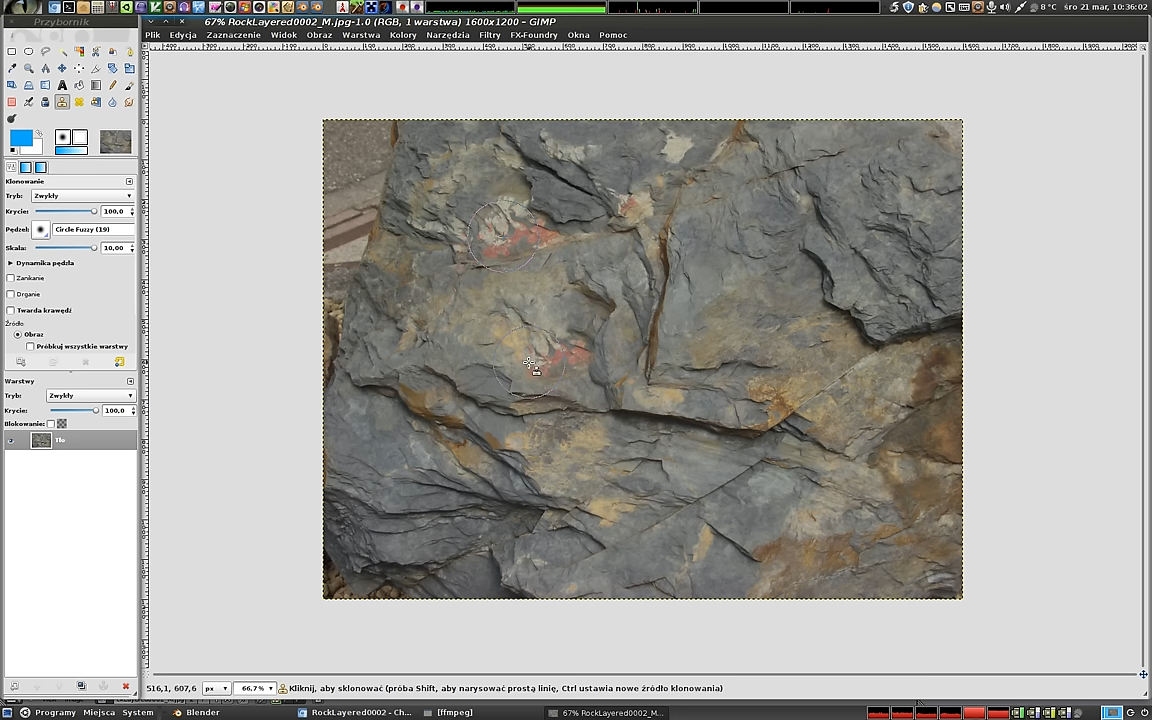 Przybornik
67% RockLayered0002_M.jpg-1.0 (RGB, 1 warstwa) 1600x1200 – GIMP
8 °C
śro 21 mar, 10:36:02
Plik Edycja Zaznaczenie Widok Obraz Warstwa Kolory Narzędzia Filtry FX-Foundry Okna Pomoc
Klonowanie
Tryb: Zwykły
Krycie: 100,0
Pędzel: Circle Fuzzy (19)
Skala: 10,00
Dynamika pędzla
Zanikanie
Drganie
Twarda krawędź
Źródło
Obraz
Próbkuj wszystkie warstwy
Warstwy
Tryb: Zwykły
Krycie: 100,0
Blokowanie:
Tło
516,1, 607,6 px 66,7% Kliknij, aby sklonować (próba Shift, aby narysować prostą linię, Ctrl ustawia nowe źródło klonowania)
Programy Miejsca System Blender RockLayered0002 - Ch... [ffmpeg] 67% RockLayered0002_M...